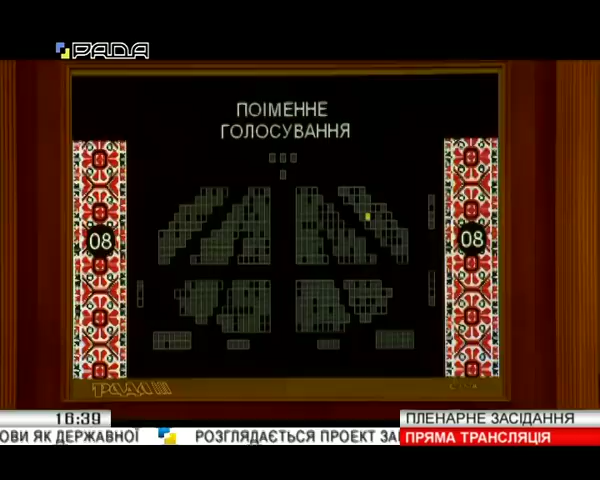 РАДА
ПОІМЕННЕ
ГОЛОСУВАННЯ
08
08
РАДА
16:39
ПЛЕНАРНЕ ЗАСІДАННЯ
ОВИ ЯК ДЕРЖАВНОЇ
РОЗГЛЯДАЄТЬСЯ ПРОЕКТ ЗА
ПРЯМА ТРАНСЛЯЦІЯ